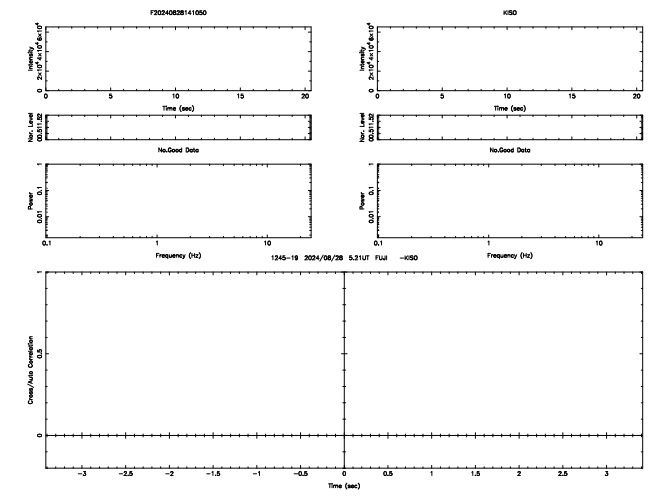 F20240828141050 KISO
Intensity 0 2×10⁴ 4×10⁴ 6×10⁴ Intensity 0 2×10⁴ 4×10⁴ 6×10⁴
0 5 10 15 20 0 5 10 15 20
Time (sec) Time (sec)
Nor. Level 0 0.5 1 1.5 2 Nor. Level 0 0.5 1 1.5 2
No.Good Data No.Good Data
Power 0.01 0.1 1 Power 0.01 0.1 1
0.1 1 10 0.1 1 10
Frequency (Hz) Frequency (Hz)
1245-19 2024/08/28 5.21UT FUJI -KISO
Cross/Auto Correlation 0 0.5 1
-3 -2.5 -2 -1.5 -1 -0.5 0 0.5 1 1.5 2 2.5 3
Time (sec)